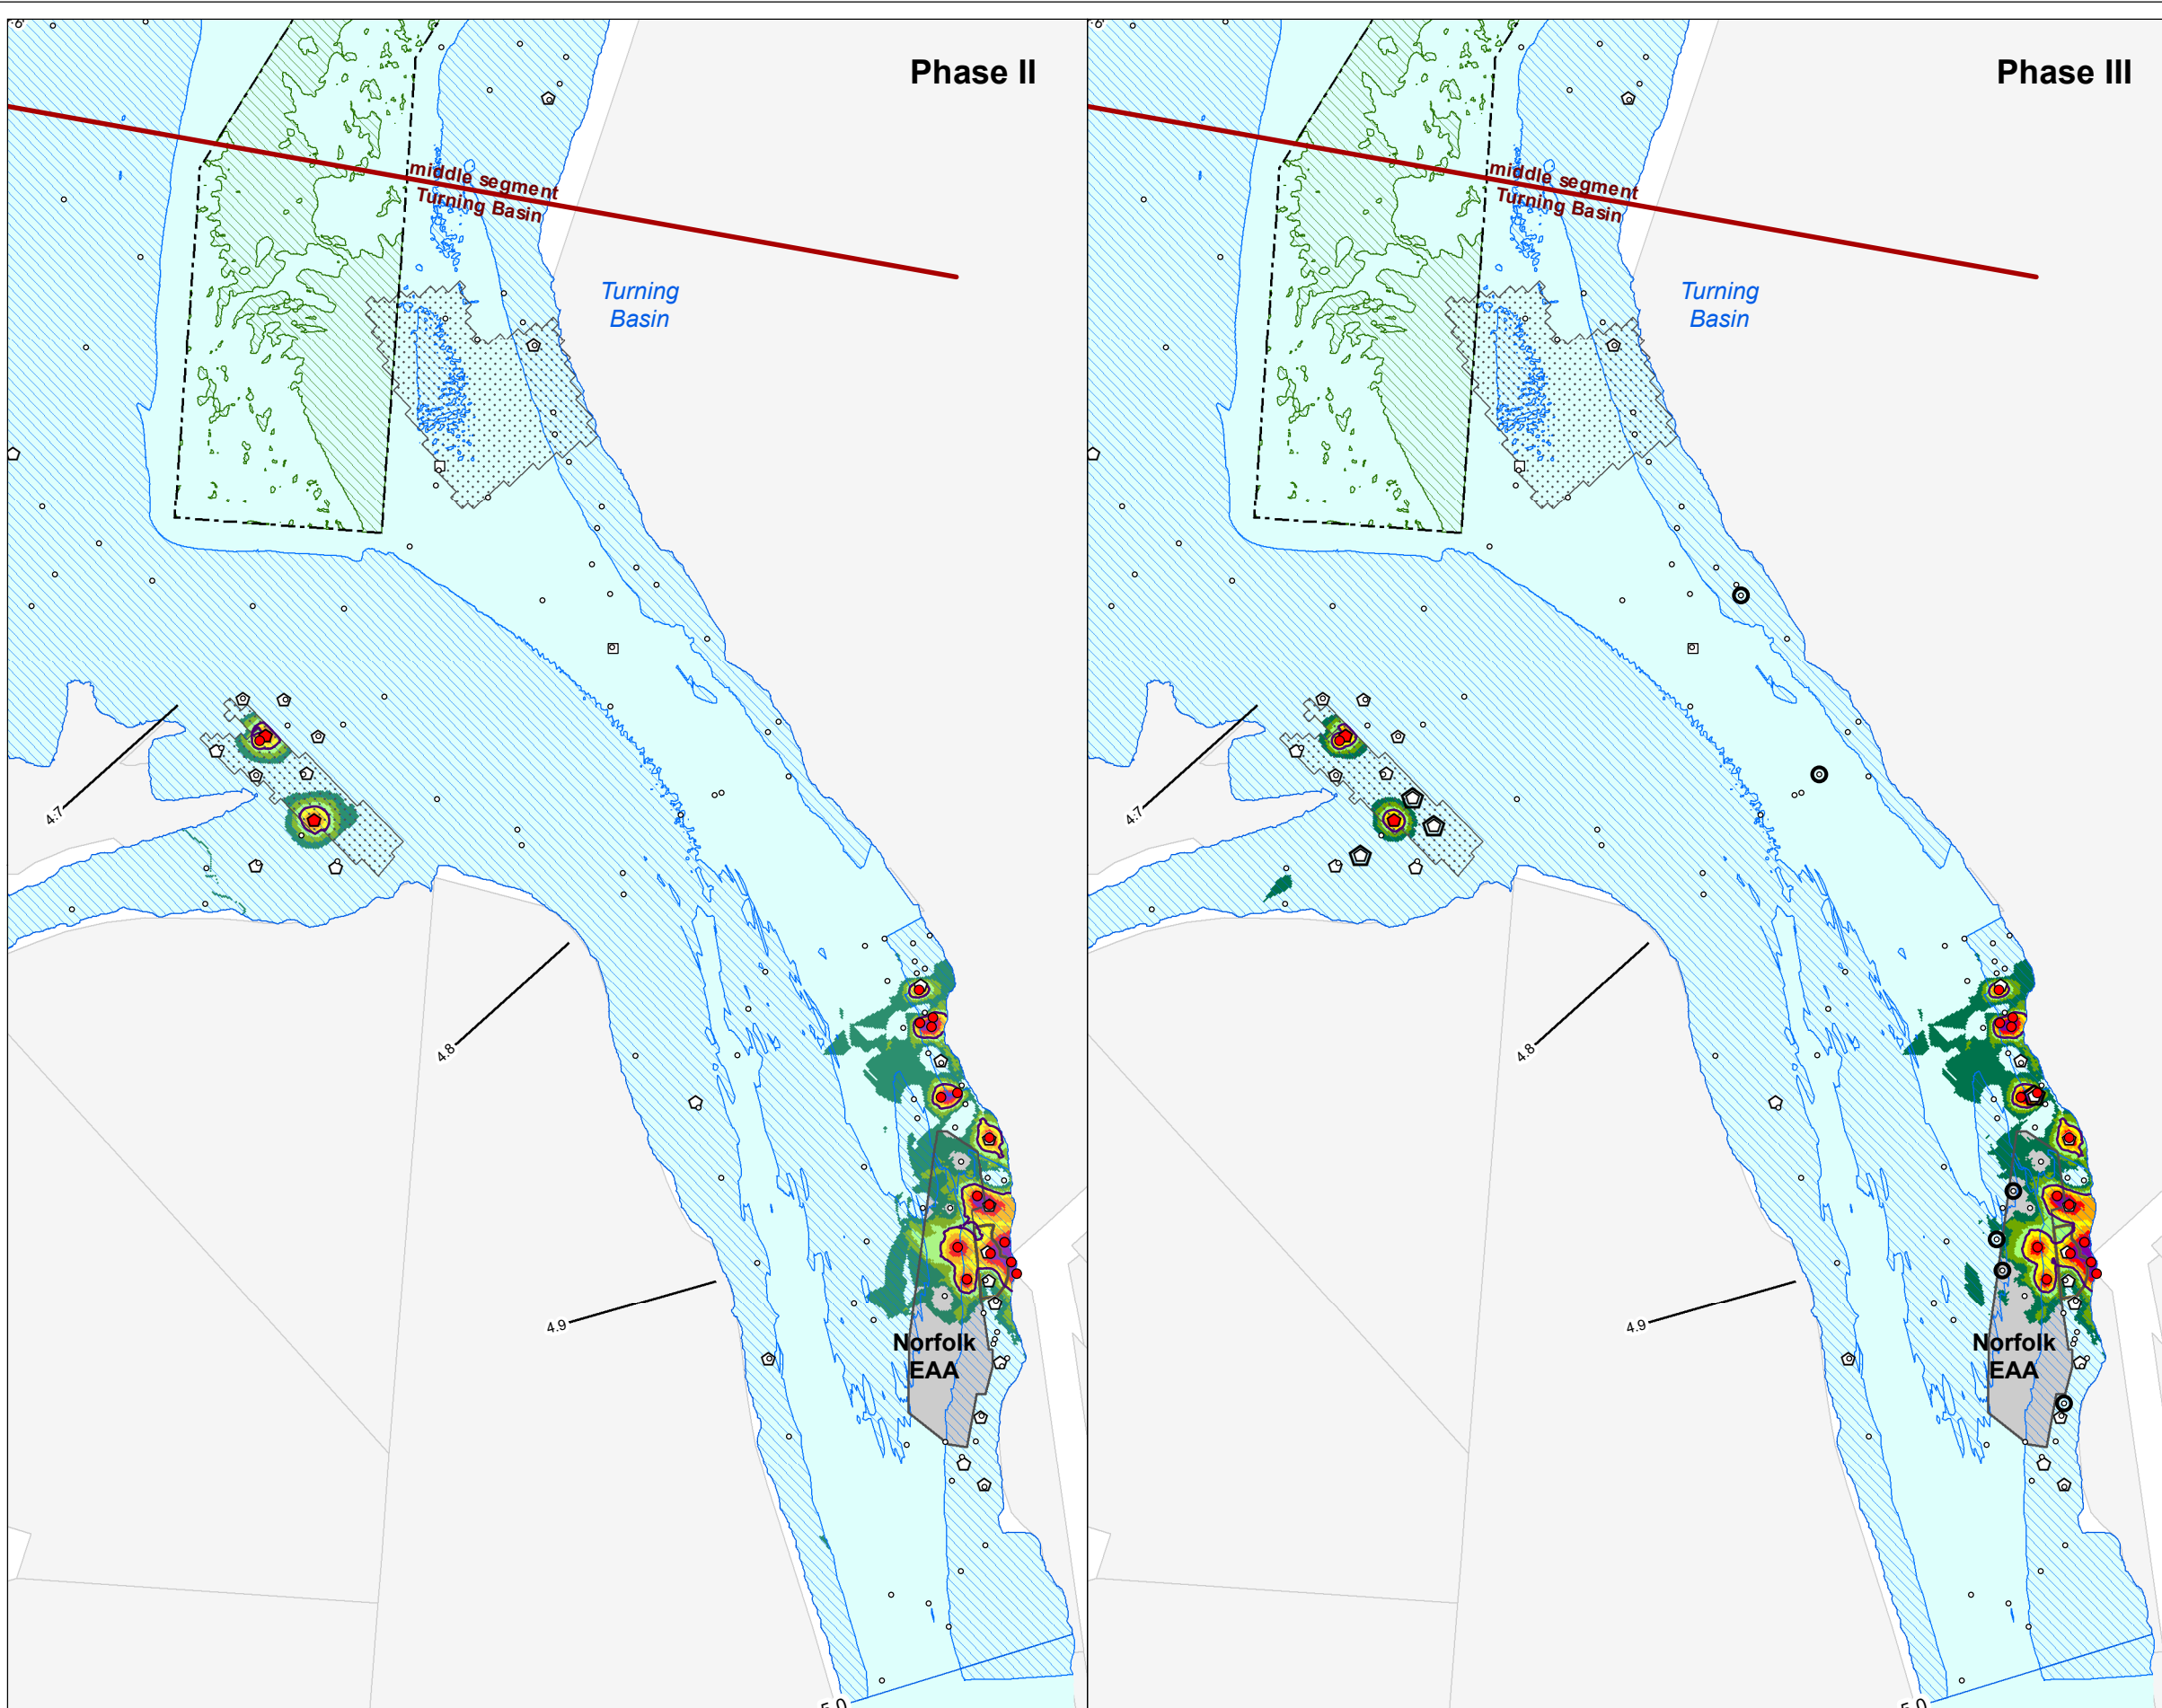 Phase II
middle segment
Turning Basin
Turning
Basin
4.7
4.8
4.9
Norfolk
EAA
5.0
Phase III
middle segment
Turning Basin
Turning
Basin
4.7
4.8
4.9
Norfolk
EAA
5.0